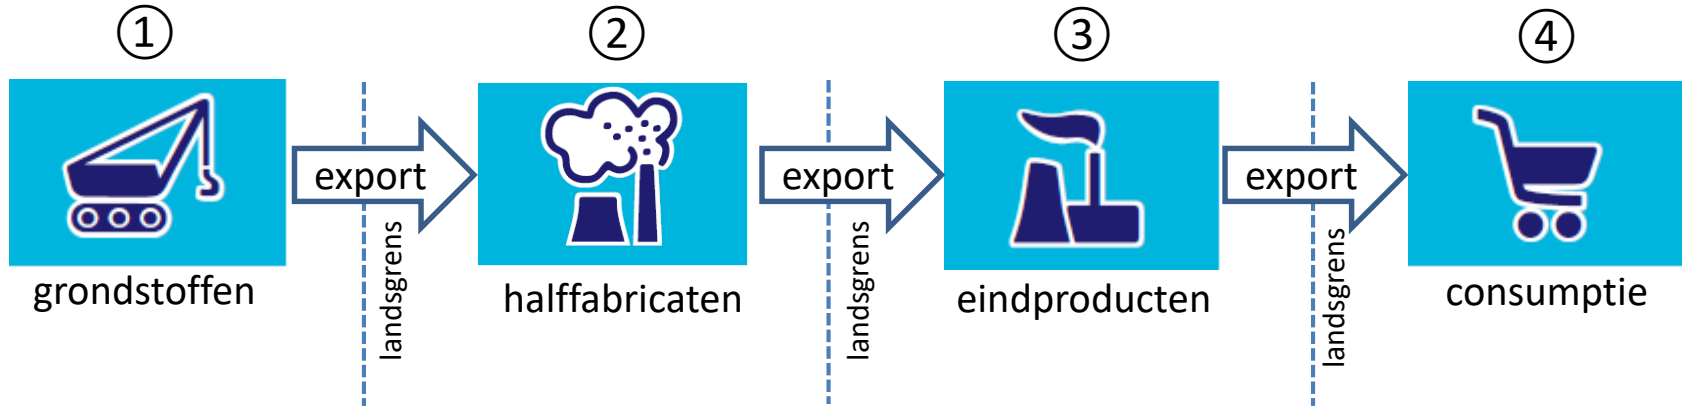 ① ② ③ ④
export export export
landsgrens landsgrens landsgrens
grondstoffen halffabricaten eindproducten consumptie